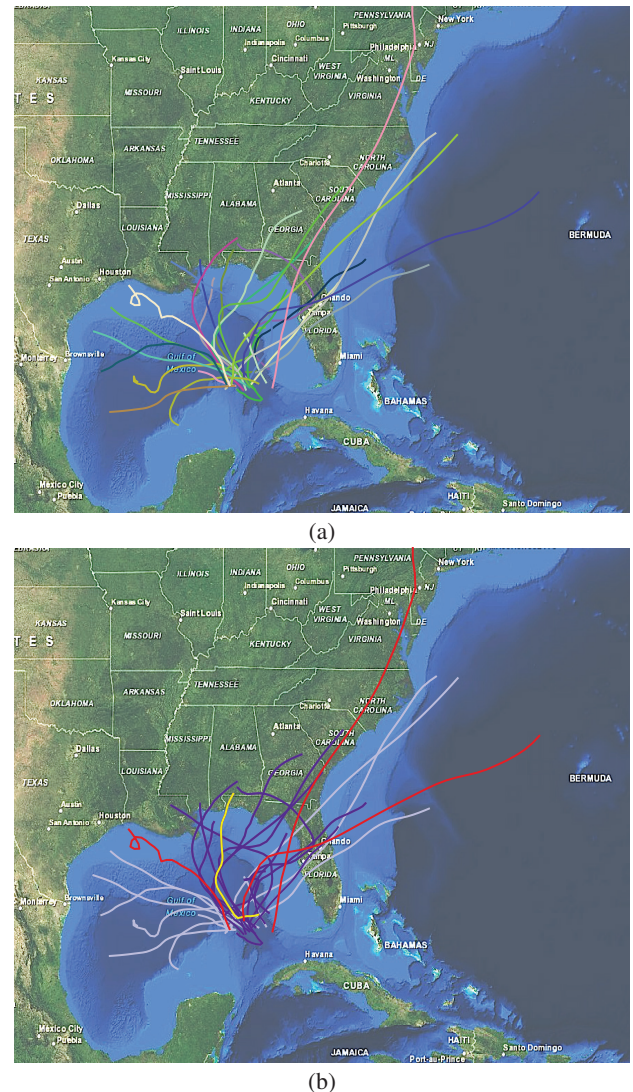 NEBRASKA
PENNSYLVANIA
New York
ILLINOIS
INDIANA
OHIO
Pittsburgh
Indianapolis
Columbus
Philadelphia
NJ
Kansas City
Cincinnati
WEST
VIRGINIA
ML
Washington
DE
KANSAS
Saint Louis
T E S
MISSOURI
KENTUCKY
VIRGINIA
TENNESSEE
NORTH
CAROLINA
OKLAHOMA
ARKANSAS
Charlotte
Atlanta
SOUTH
CAROLINA
MISSISSIPPI
ALABAMA
Dallas
GEORGIA
LOUISIANA
TEXAS
BERMUDA
Austin
Houston
San Antonio
Orlando
Tampa
FLORIDA
Monterrey
Brownsville
Gulf of
Mexico
Miami
BAHAMAS
Havana
CUBA
Mexico City
Puebla
HAITI
Santo Domingo
JAMAICA
(a)
PENNSYLVANIA
New York
ILLINOIS
INDIANA
OHIO
Pittsburgh
Indianapolis
Columbus
Philadelphia
NJ
Kansas City
Cincinnati
WEST
VIRGINIA
ML
Washington
DE
KANSAS
Saint Louis
T E S
MISSOURI
KENTUCKY
VIRGINIA
TENNESSEE
NORTH
CAROLINA
OKLAHOMA
ARKANSAS
Charlotte
Atlanta
SOUTH
CAROLINA
MISSISSIPPI
ALABAMA
Dallas
GEORGIA
LOUISIANA
TEXAS
BERMUDA
Austin
Houston
San Antonio
Orlando
Tampa
FLORIDA
Monterrey
Brownsville
Gulf of
Mexico
Miami
BAHAMAS
Havana
CUBA
Mexico City
Puebla
HAITI
Santo Domingo
JAMAICA
Port-au-Prince
(b)